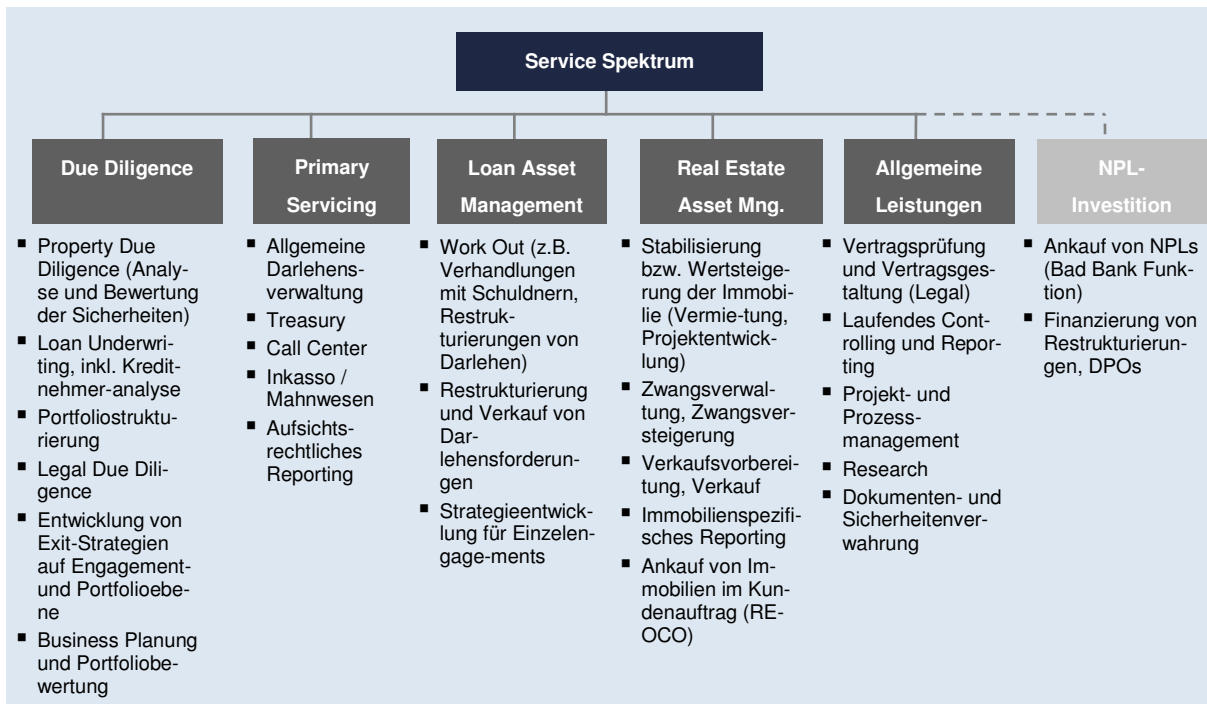 Service Spektrum
Due Diligence
Primary
Servicing
Loan Asset
Management
Real Estate
Asset Mng.
Allgemeine
Leistungen
NPL-
Investition
▪ Property Due
Diligence (Analy-
se und Bewertung
der Sicherheiten)
▪ Loan Underwri-
ting, inkl. Kredit-
nehmer-analyse
▪ Portfoliostruktu-
rierung
▪ Legal Due Dili-
gence
▪ Entwicklung von
Exit-Strategien
auf Engagement-
und Portfolioebe-
ne
▪ Business Planung
und Portfoliobe-
wertung
▪ Allgemeine
Darlehens-
verwaltung
▪ Treasury
▪ Call Center
▪ Inkasso /
Mahnwesen
▪ Aufsichts-
rechtliches
Reporting
▪ Work Out (z.B.
Verhandlungen
mit Schuldnern,
Restruk-
turierungen von
Darlehen)
▪ Restrukturierung
und Verkauf von
Dar-
lehensforderun-
gen
▪ Strategieentwick-
lung für Einzelen-
gage-ments
▪ Stabilisierung
bzw. Wertsteige-
rung der Immobi-
lie (Vermie-tung,
Projektentwick-
lung)
▪ Zwangsverwal-
tung, Zwangsver-
steigerung
▪ Verkaufsvorberei-
tung, Verkauf
▪ Immobilienspezifi-
sches Reporting
▪ Ankauf von Im-
mobilien im Kun-
denauftrag (RE-
OCO)
▪ Vertragsprüfung
und Vertragsge-
staltung (Legal)
▪ Laufendes Cont-
rolling und Repor-
ting
▪ Projekt- und
Prozess-
management
▪ Research
▪ Dokumenten- und
Sicherheitenver-
wahrung
▪ Ankauf von NPLs
(Bad Bank Funk-
tion)
▪ Finanzierung von
Restrukturierun-
gen, DPOs